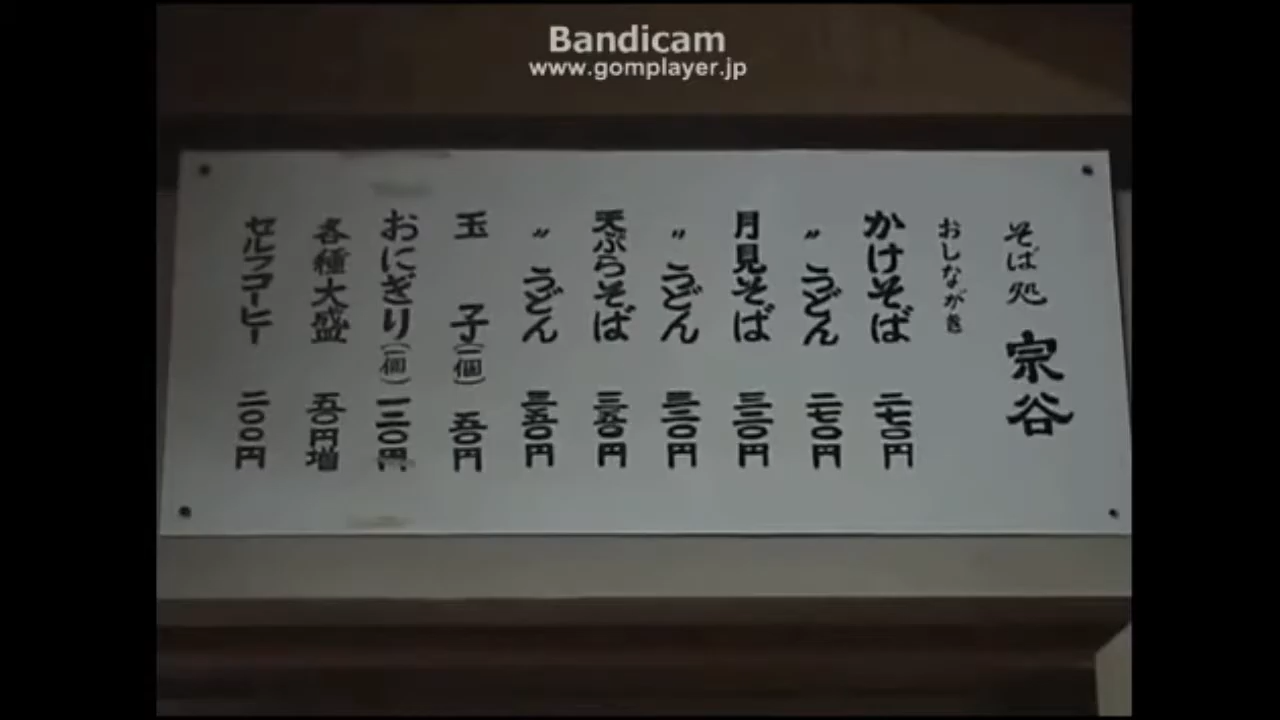 Bandicam
www.gomplayer.jp
そば処 宗谷
おしながき
かけそば 二七〇円
〃 うどん 二七〇円
月見そば 三二〇円
〃 うどん 三二〇円
天ぷらそば 三五〇円
〃 うどん 三五〇円
玉子(一個) 五〇円
おにぎり(一個) 一二〇円
各種大盛 五〇円増
セルフコーヒー 二〇〇円